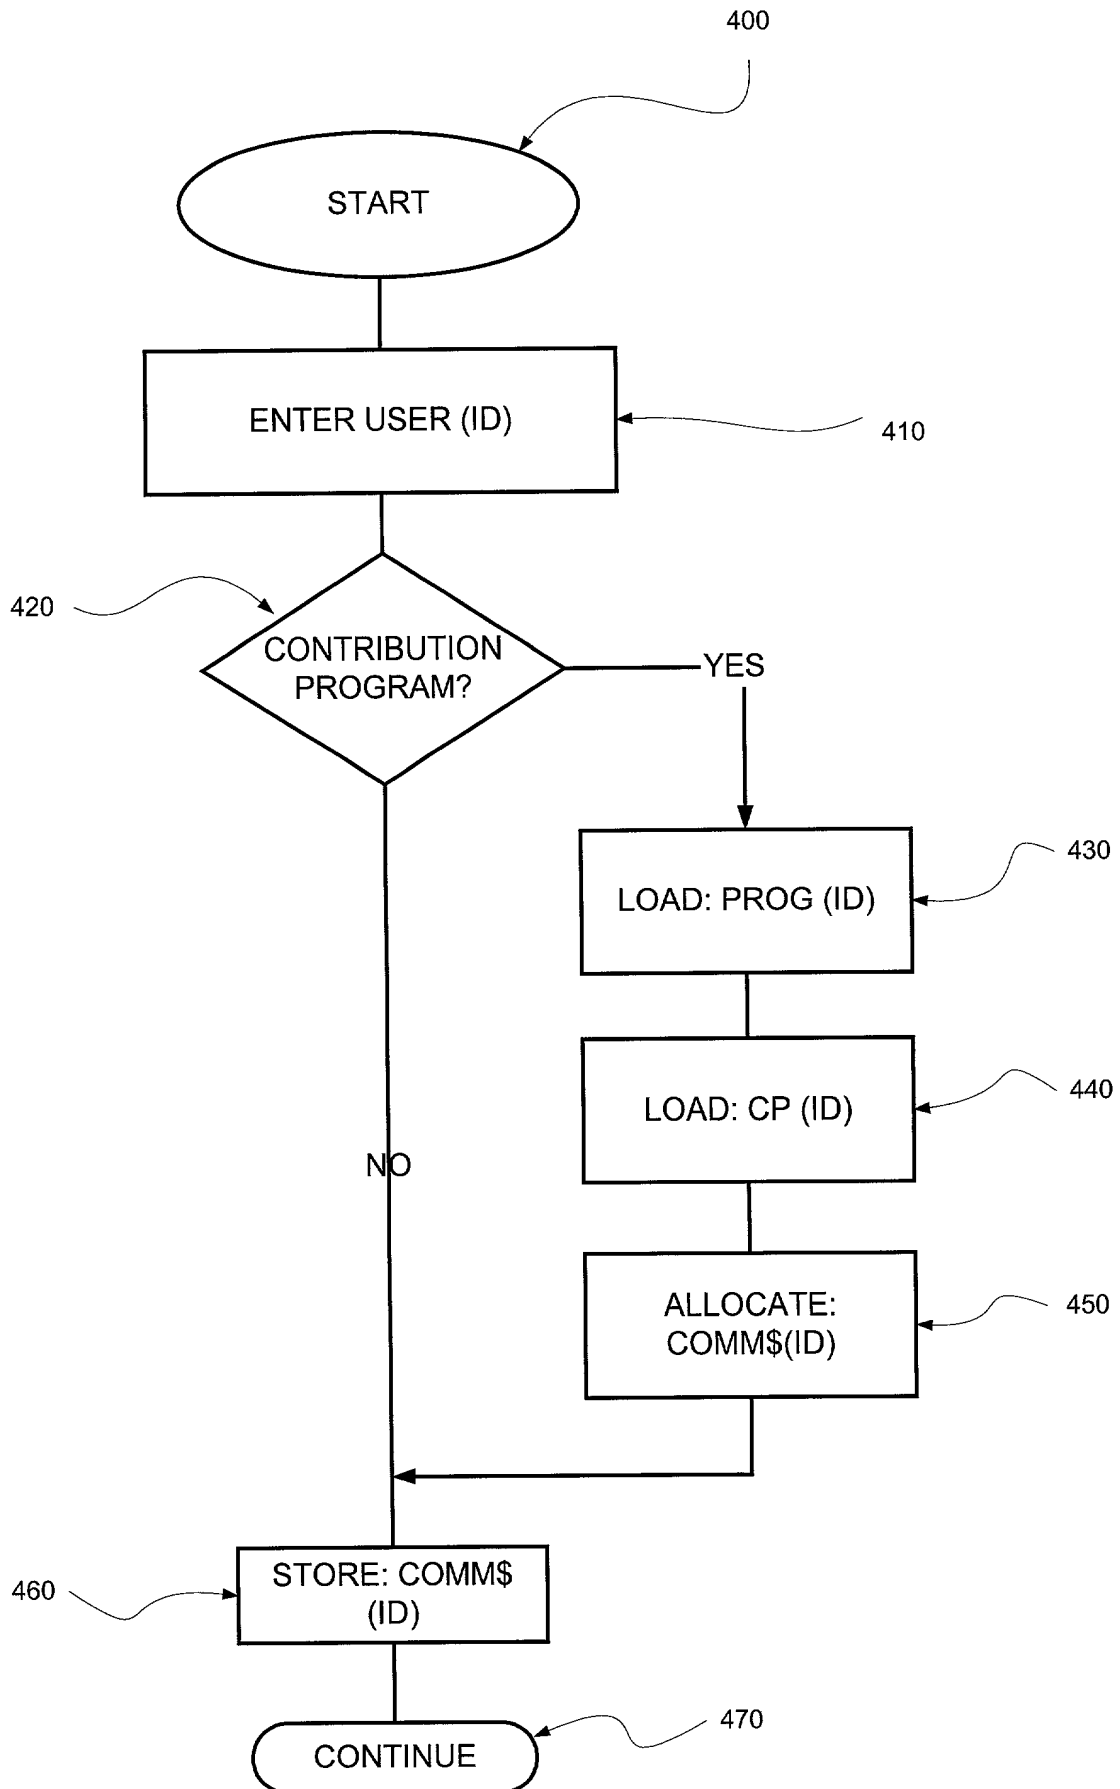 400
START
ENTER USER (ID)
410
420
CONTRIBUTION
PROGRAM?
YES
430
LOAD: PROG (ID)
440
LOAD: CP (ID)
NO
450
ALLOCATE:
COMM$(ID)
460
STORE: COMM$
(ID)
470
CONTINUE